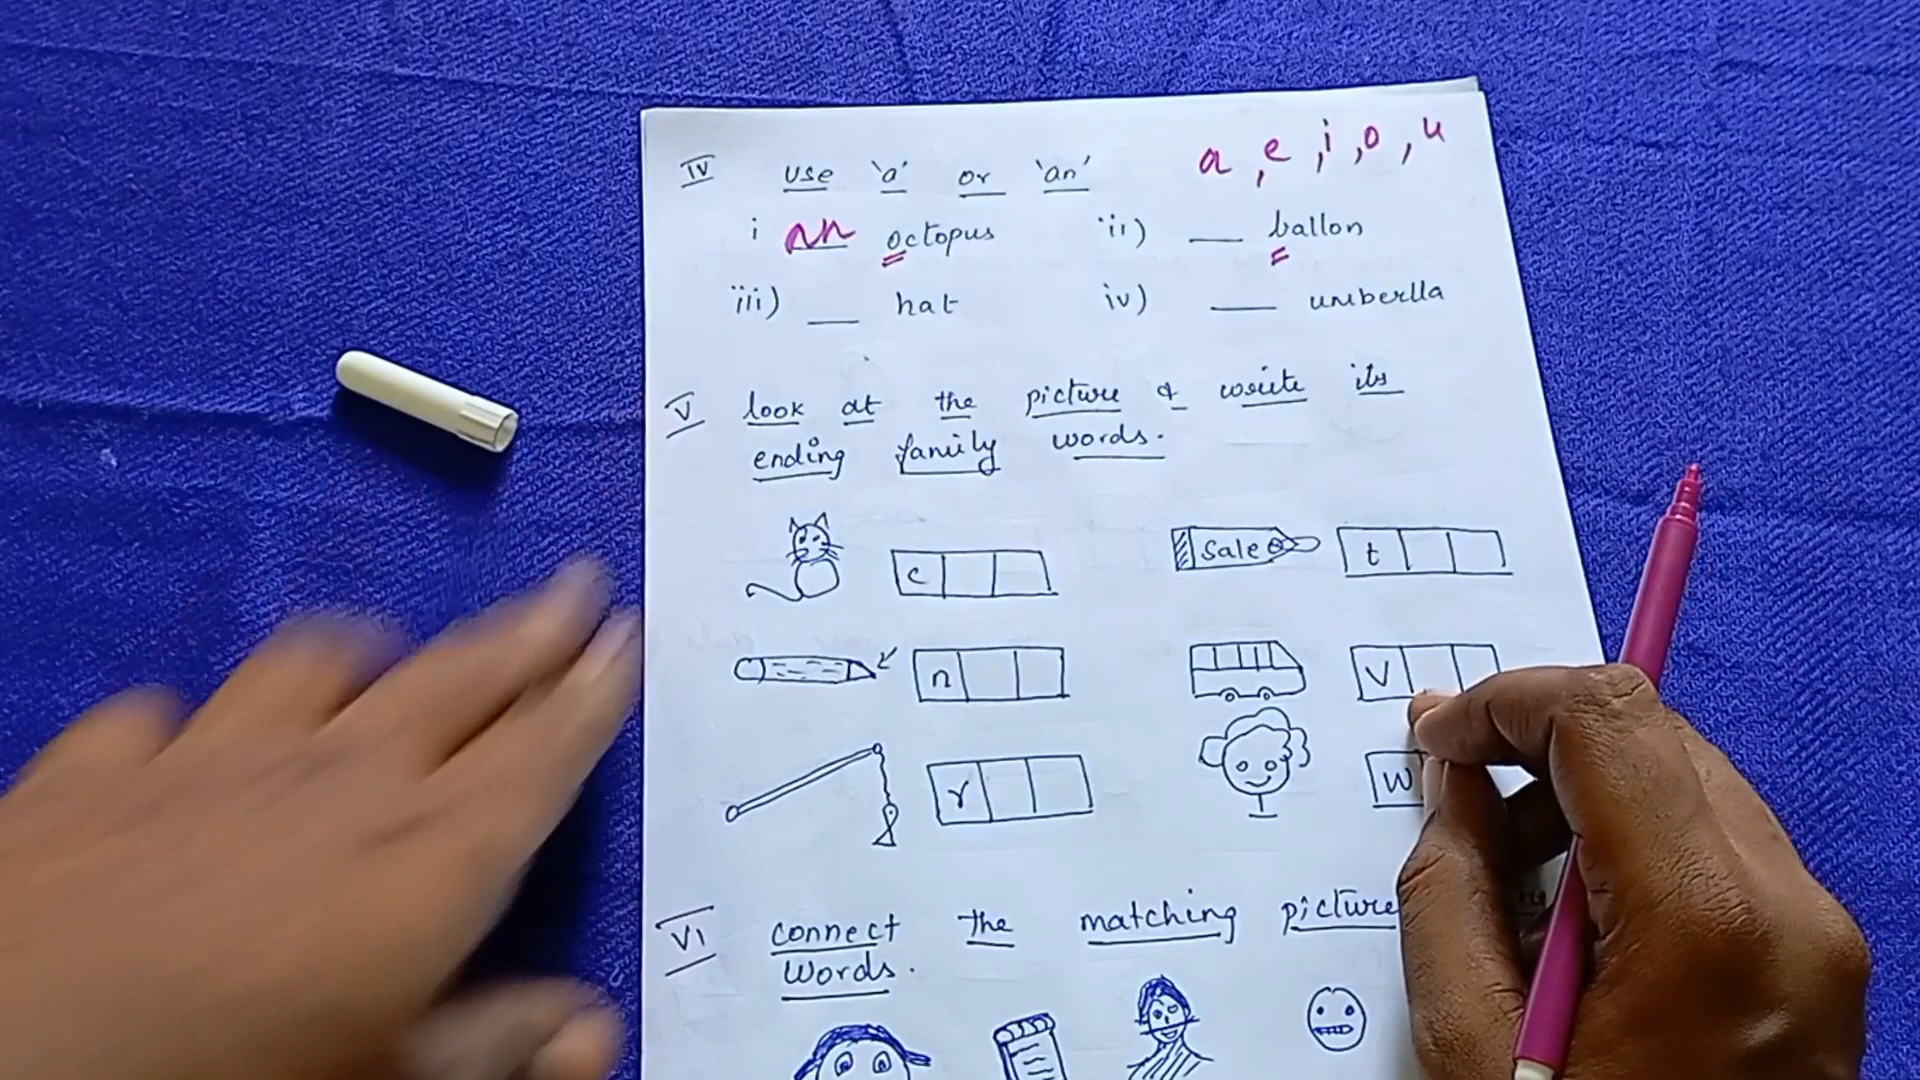 IV use 'a' or 'an' a, e, i, o, u
i an octopus ii) ___ ballon
iii) ___ hat iv) ___ umberlla
V look at the picture & write its
ending family words.
c Sale t
n v
r w
VI connect the matching picture
words.